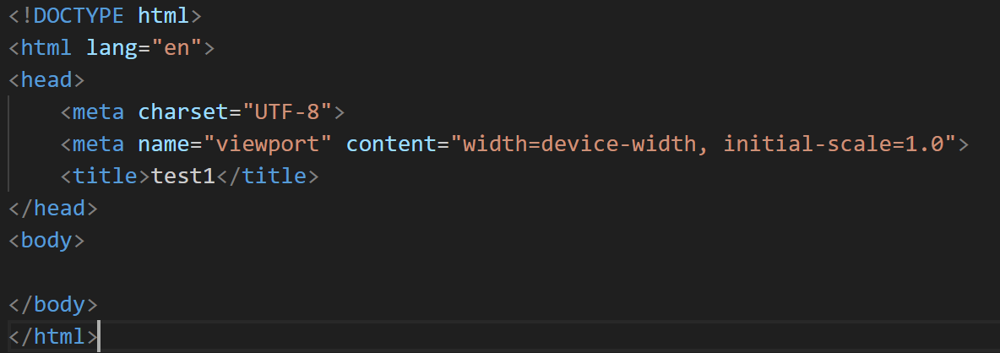 <!DOCTYPE html>
<html lang="en">
<head>
    <meta charset="UTF-8">
    <meta name="viewport" content="width=device-width, initial-scale=1.0">
    <title>test1</title>
</head>
<body>

</body>
</html>